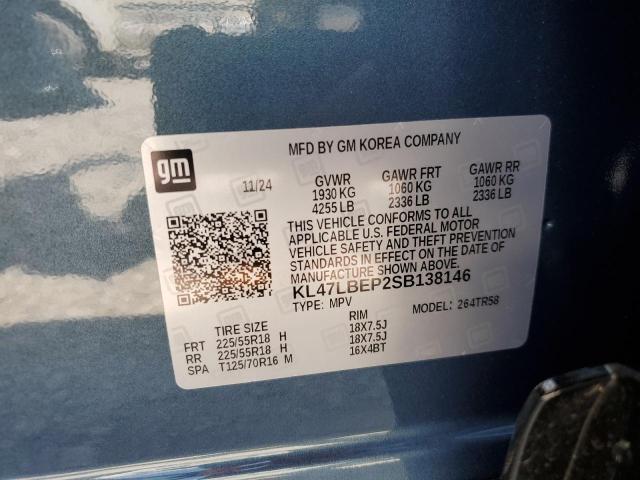 MFD BY GM KOREA COMPANY
gm
11/24
GVWR GAWR FRT GAWR RR
1930 KG 1060 KG 1060 KG
4255 LB 2336 LB 2336 LB
THIS VEHICLE CONFORMS TO ALL
APPLICABLE U.S. FEDERAL MOTOR
VEHICLE SAFETY AND THEFT PREVENTION
STANDARDS IN EFFECT ON THE DATE OF
MANUFACTURE SHOWN ABOVE.
KL47LBEP2SB138146
TYPE: MPV MODEL: 264TR58
TIRE SIZE RIM
FRT 225/55R18 H 18X7.5J
RR 225/55R18 H 18X7.5J
SPA T125/70R16 M 16X4BT